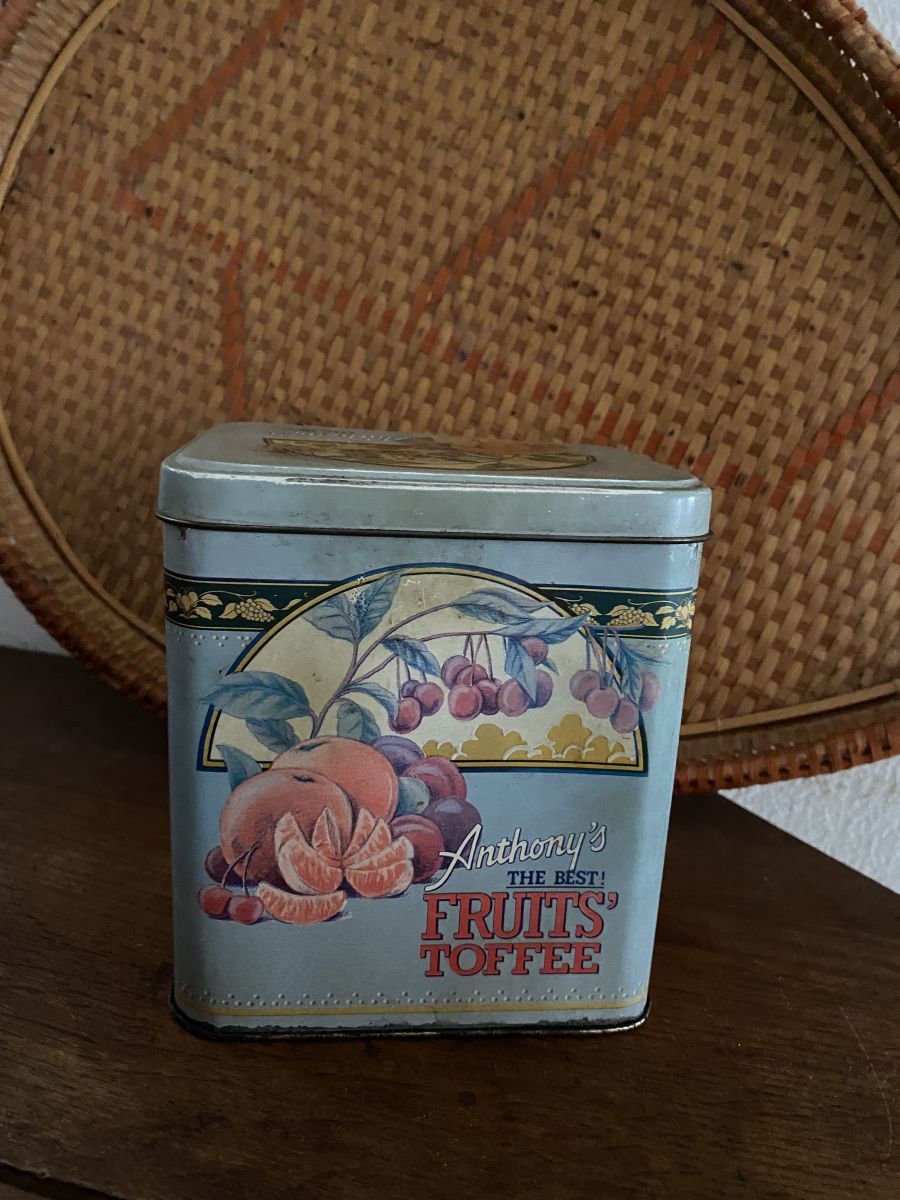 Anthony's
THE BEST!
FRUITS'
TOFFEE